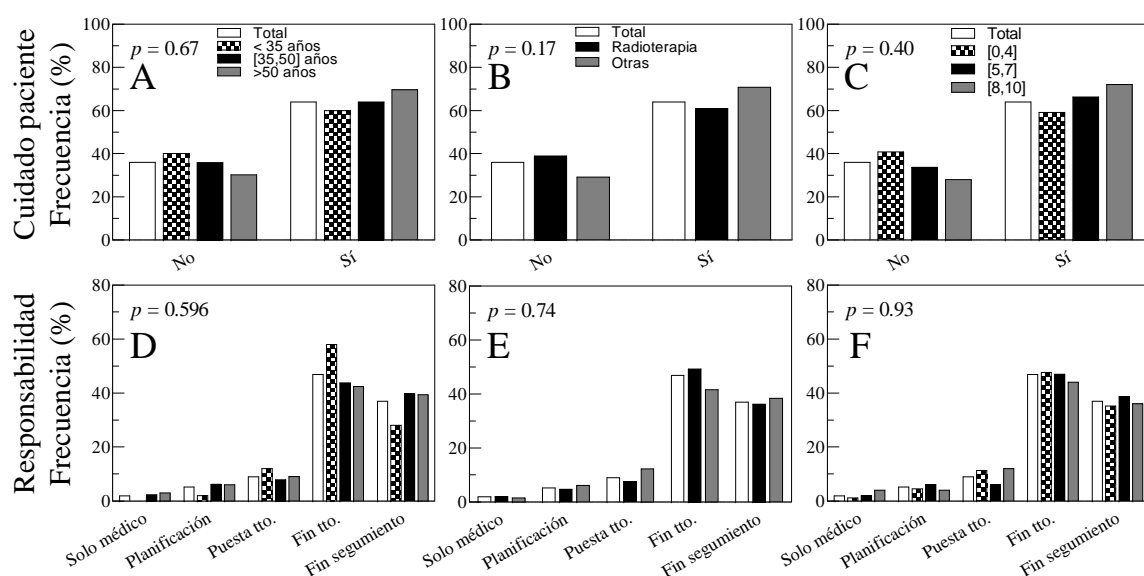 Cuidado paciente
Frecuencia (%)
100
80
60
40
20
0
p = 0.67
A
Total
< 35 años
[35,50] años
>50 años
No
Sí
100
80
60
40
20
0
p = 0.17
B
Total
Radioterapia
Otras
No
Sí
100
80
60
40
20
0
p = 0.40
C
Total
[0,4]
[5,7]
[8,10]
No
Sí
Responsabilidad
Frecuencia (%)
80
60
40
20
0
p = 0.596
D
Solo médico
Planificación
Puesta tto.
Fin tto.
Fin seguimiento
80
60
40
20
0
p = 0.74
E
Solo médico
Planificación
Puesta tto.
Fin tto.
Fin segumiento
80
60
40
20
0
p = 0.93
F
Solo médico
Planificación
Puesta tto.
Fin tto.
Fin segumiento